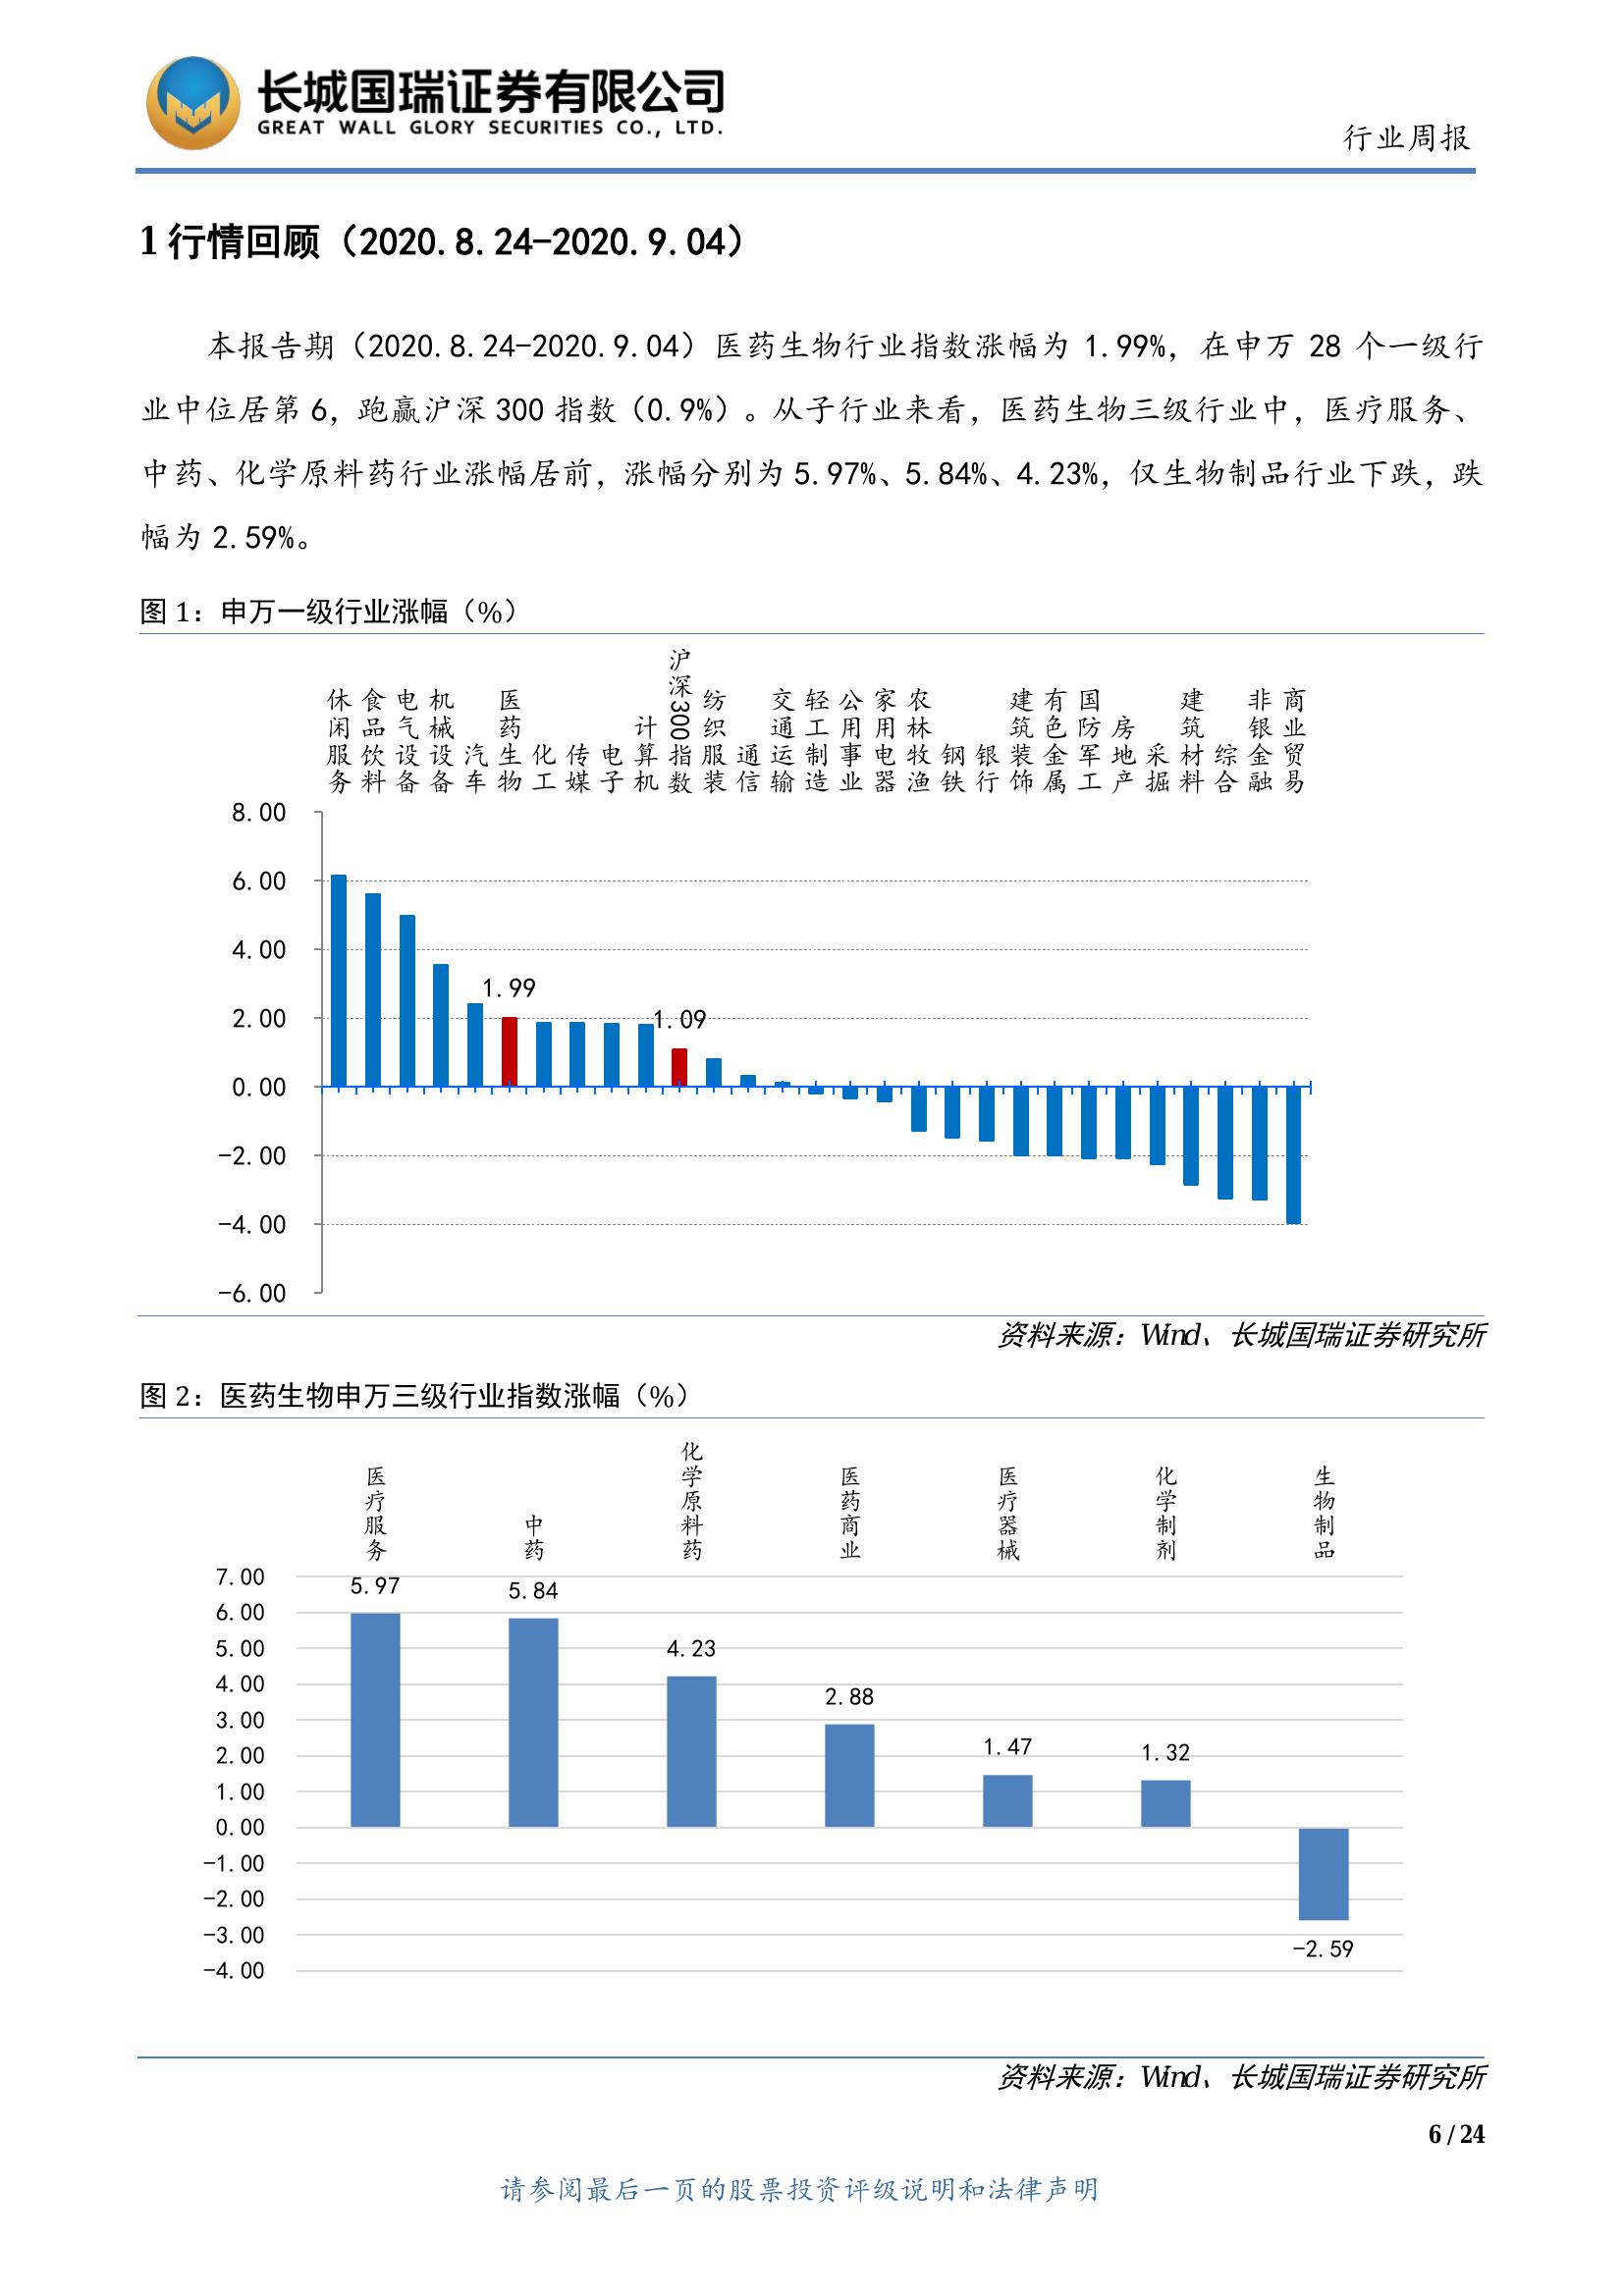 长城国瑞证券有限公司
GREAT WALL GLORY SECURITIES CO., LTD.
行业周报
1 行情回顾（2020.8.24-2020.9.04）
本报告期（2020.8.24-2020.9.04）医药生物行业指数涨幅为 1.99%，在申万 28 个一级行
业中位居第 6，跑赢沪深 300 指数（0.9%）。从子行业来看，医药生物三级行业中，医疗服务、
中药、化学原料药行业涨幅居前，涨幅分别为 5.97%、5.84%、4.23%，仅生物制品行业下跌，跌
幅为 2.59%。
图 1：申万一级行业涨幅（%）
休闲服务
食品饮料
电气设备
机械设备
汽车
医药生物
化工
传媒
电子
计算机
沪深300指数
纺织服装
通信
交通运输
轻工制造
公用事业
家用电器
农林牧渔
钢铁
银行
建筑装饰
有色金属
国防军工
房地产
采掘
建筑材料
综合
非银金融
商业贸易
8.00
6.00
4.00
2.00
0.00
-2.00
-4.00
-6.00
1.99
1.09
资料来源：Wind、长城国瑞证券研究所
图 2：医药生物申万三级行业指数涨幅（%）
医疗服务
中药
化学原料药
医药商业
医疗器械
化学制剂
生物制品
7.00
6.00
5.00
4.00
3.00
2.00
1.00
0.00
-1.00
-2.00
-3.00
-4.00
5.97
5.84
4.23
2.88
1.47
1.32
-2.59
资料来源：Wind、长城国瑞证券研究所
6 / 24
请参阅最后一页的股票投资评级说明和法律声明